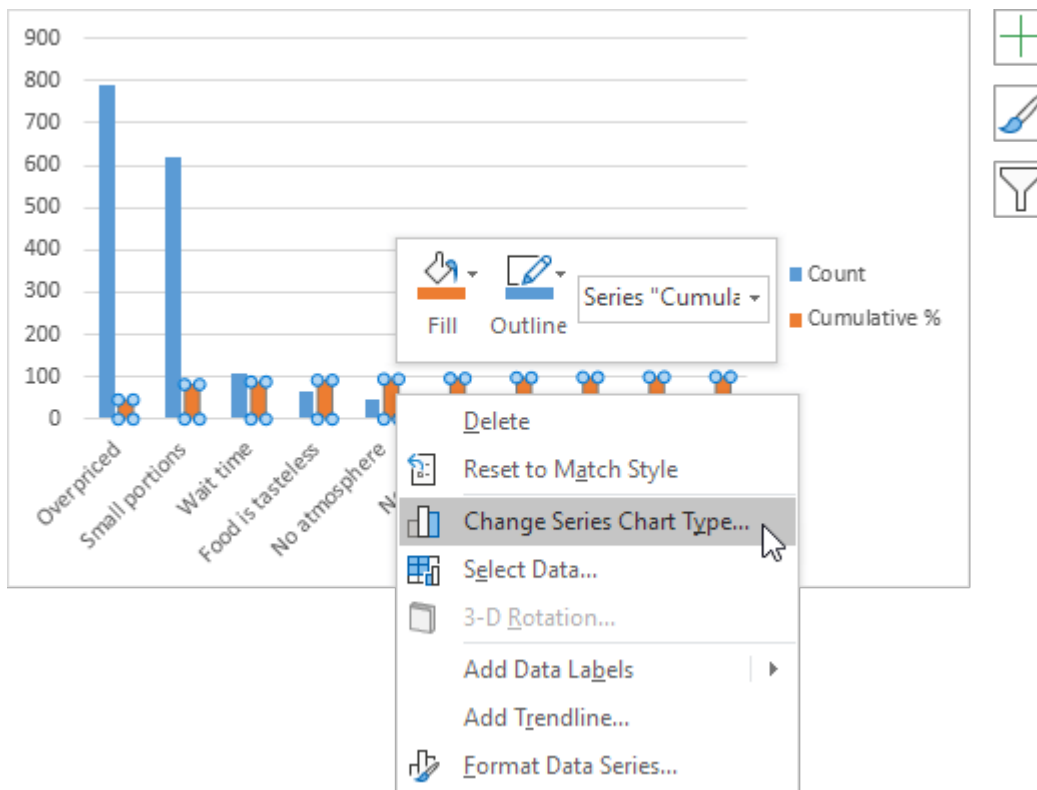 900
800
700
600
500
400
300
200
100
0
Overpriced
Small portions
Wait time
Food is tasteless
No atmosphere
Fill
Outline
Series "Cumula
Count
Cumulative %
Delete
Reset to Match Style
Change Series Chart Type...
Select Data...
3-D Rotation...
Add Data Labels
Add Trendline...
Format Data Series...